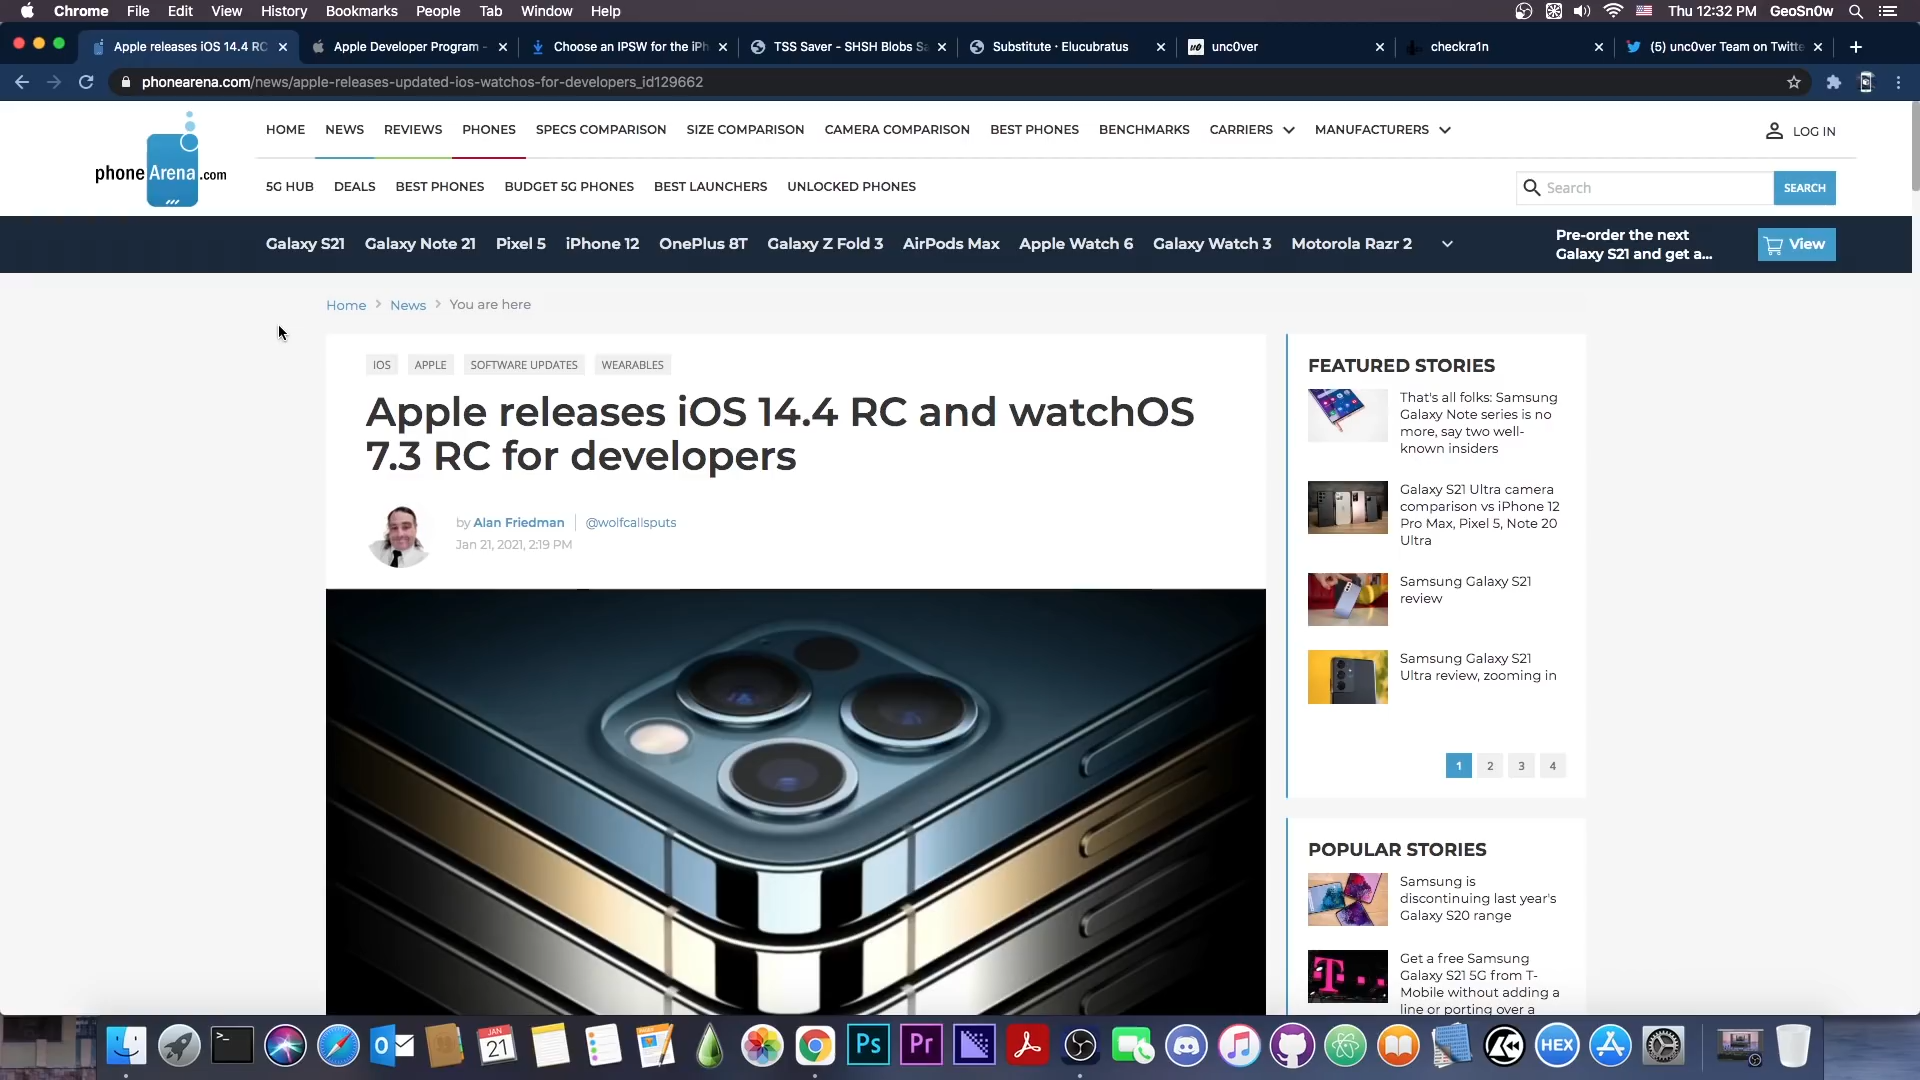 Chrome File Edit View History Bookmarks People Tab Window Help
Thu 12:32 PM GeoSn0w
Apple releases iOS 14.4 RC
Apple Developer Program -
Choose an IPSW for the iPh
TSS Saver - SHSH Blobs Sa
Substitute · Elucubratus
unc0ver
checkra1n
(5) unc0ver Team on Twitte
phonearena.com/news/apple-releases-updated-ios-watchos-for-developers_id129662
phoneArena.com
HOME NEWS REVIEWS PHONES SPECS COMPARISON SIZE COMPARISON CAMERA COMPARISON BEST PHONES BENCHMARKS CARRIERS MANUFACTURERS
LOG IN
5G HUB DEALS BEST PHONES BUDGET 5G PHONES BEST LAUNCHERS UNLOCKED PHONES
Search
SEARCH
Galaxy S21 Galaxy Note 21 Pixel 5 iPhone 12 OnePlus 8T Galaxy Z Fold 3 AirPods Max Apple Watch 6 Galaxy Watch 3 Motorola Razr 2
Pre-order the next
Galaxy S21 and get a...
View
Home > News > You are here
IOS APPLE SOFTWARE UPDATES WEARABLES
Apple releases iOS 14.4 RC and watchOS
7.3 RC for developers
by Alan Friedman | @wolfcallsputs
Jan 21, 2021, 2:19 PM
FEATURED STORIES
That's all folks: Samsung
Galaxy Note series is no
more, say two well-
known insiders
Galaxy S21 Ultra camera
comparison vs iPhone 12
Pro Max, Pixel 5, Note 20
Ultra
Samsung Galaxy S21
review
Samsung Galaxy S21
Ultra review, zooming in
1 2 3 4
POPULAR STORIES
Samsung is
discontinuing last year's
Galaxy S20 range
Get a free Samsung
Galaxy S21 5G from T-
Mobile without adding a
line or porting over a
JAN
21
Ps
Pr
HEX